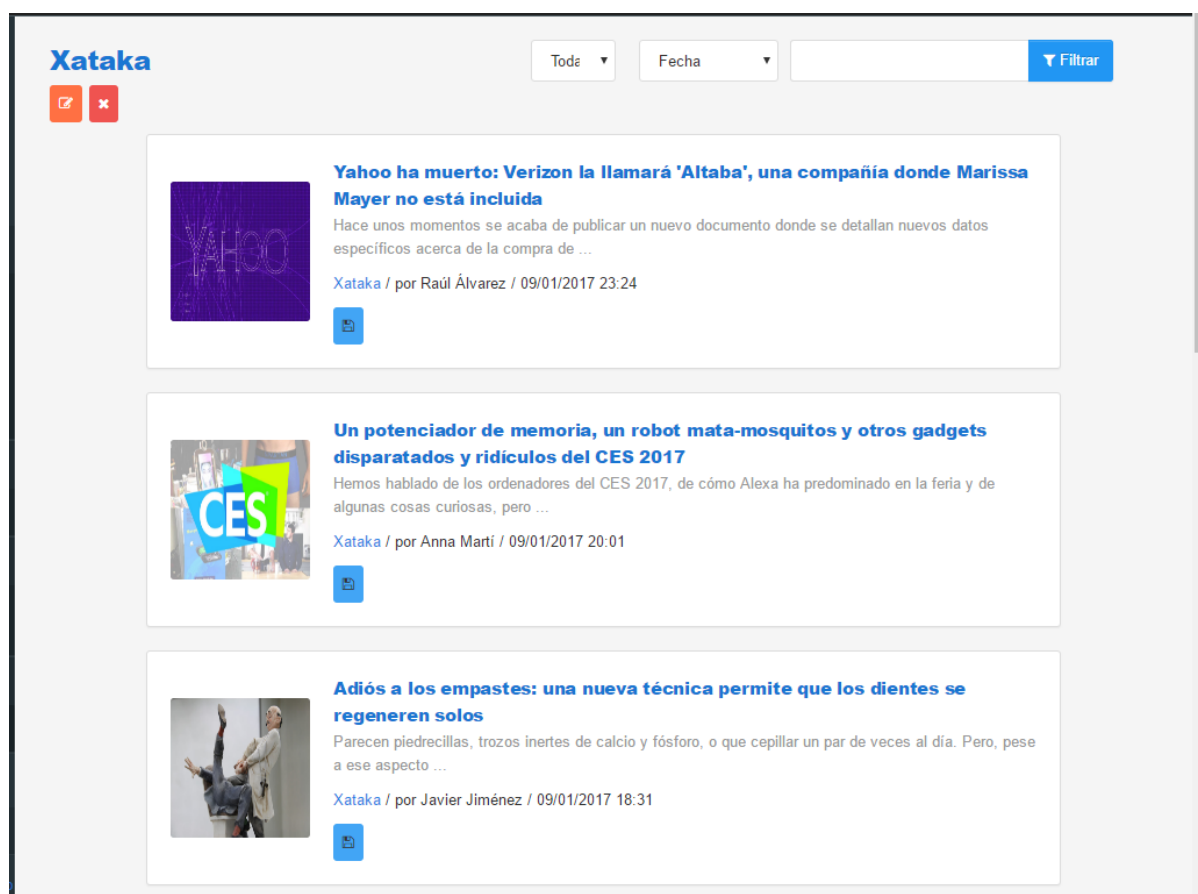 Xataka
Toda
Fecha
Filtrar
Yahoo ha muerto: Verizon la llamará 'Altaba', una compañía donde Marissa
Mayer no está incluida
Hace unos momentos se acaba de publicar un nuevo documento donde se detallan nuevos datos
específicos acerca de la compra de ...
Xataka / por Raúl Álvarez / 09/01/2017 23:24
YAHOO
Un potenciador de memoria, un robot mata-mosquitos y otros gadgets
disparatados y ridículos del CES 2017
Hemos hablado de los ordenadores del CES 2017, de cómo Alexa ha predominado en la feria y de
algunas cosas curiosas, pero ...
Xataka / por Anna Martí / 09/01/2017 20:01
CES
Adiós a los empastes: una nueva técnica permite que los dientes se
regeneren solos
Parecen piedrecillas, trozos inertes de calcio y fósforo, o que cepillar un par de veces al día. Pero, pese
a ese aspecto ...
Xataka / por Javier Jiménez / 09/01/2017 18:31